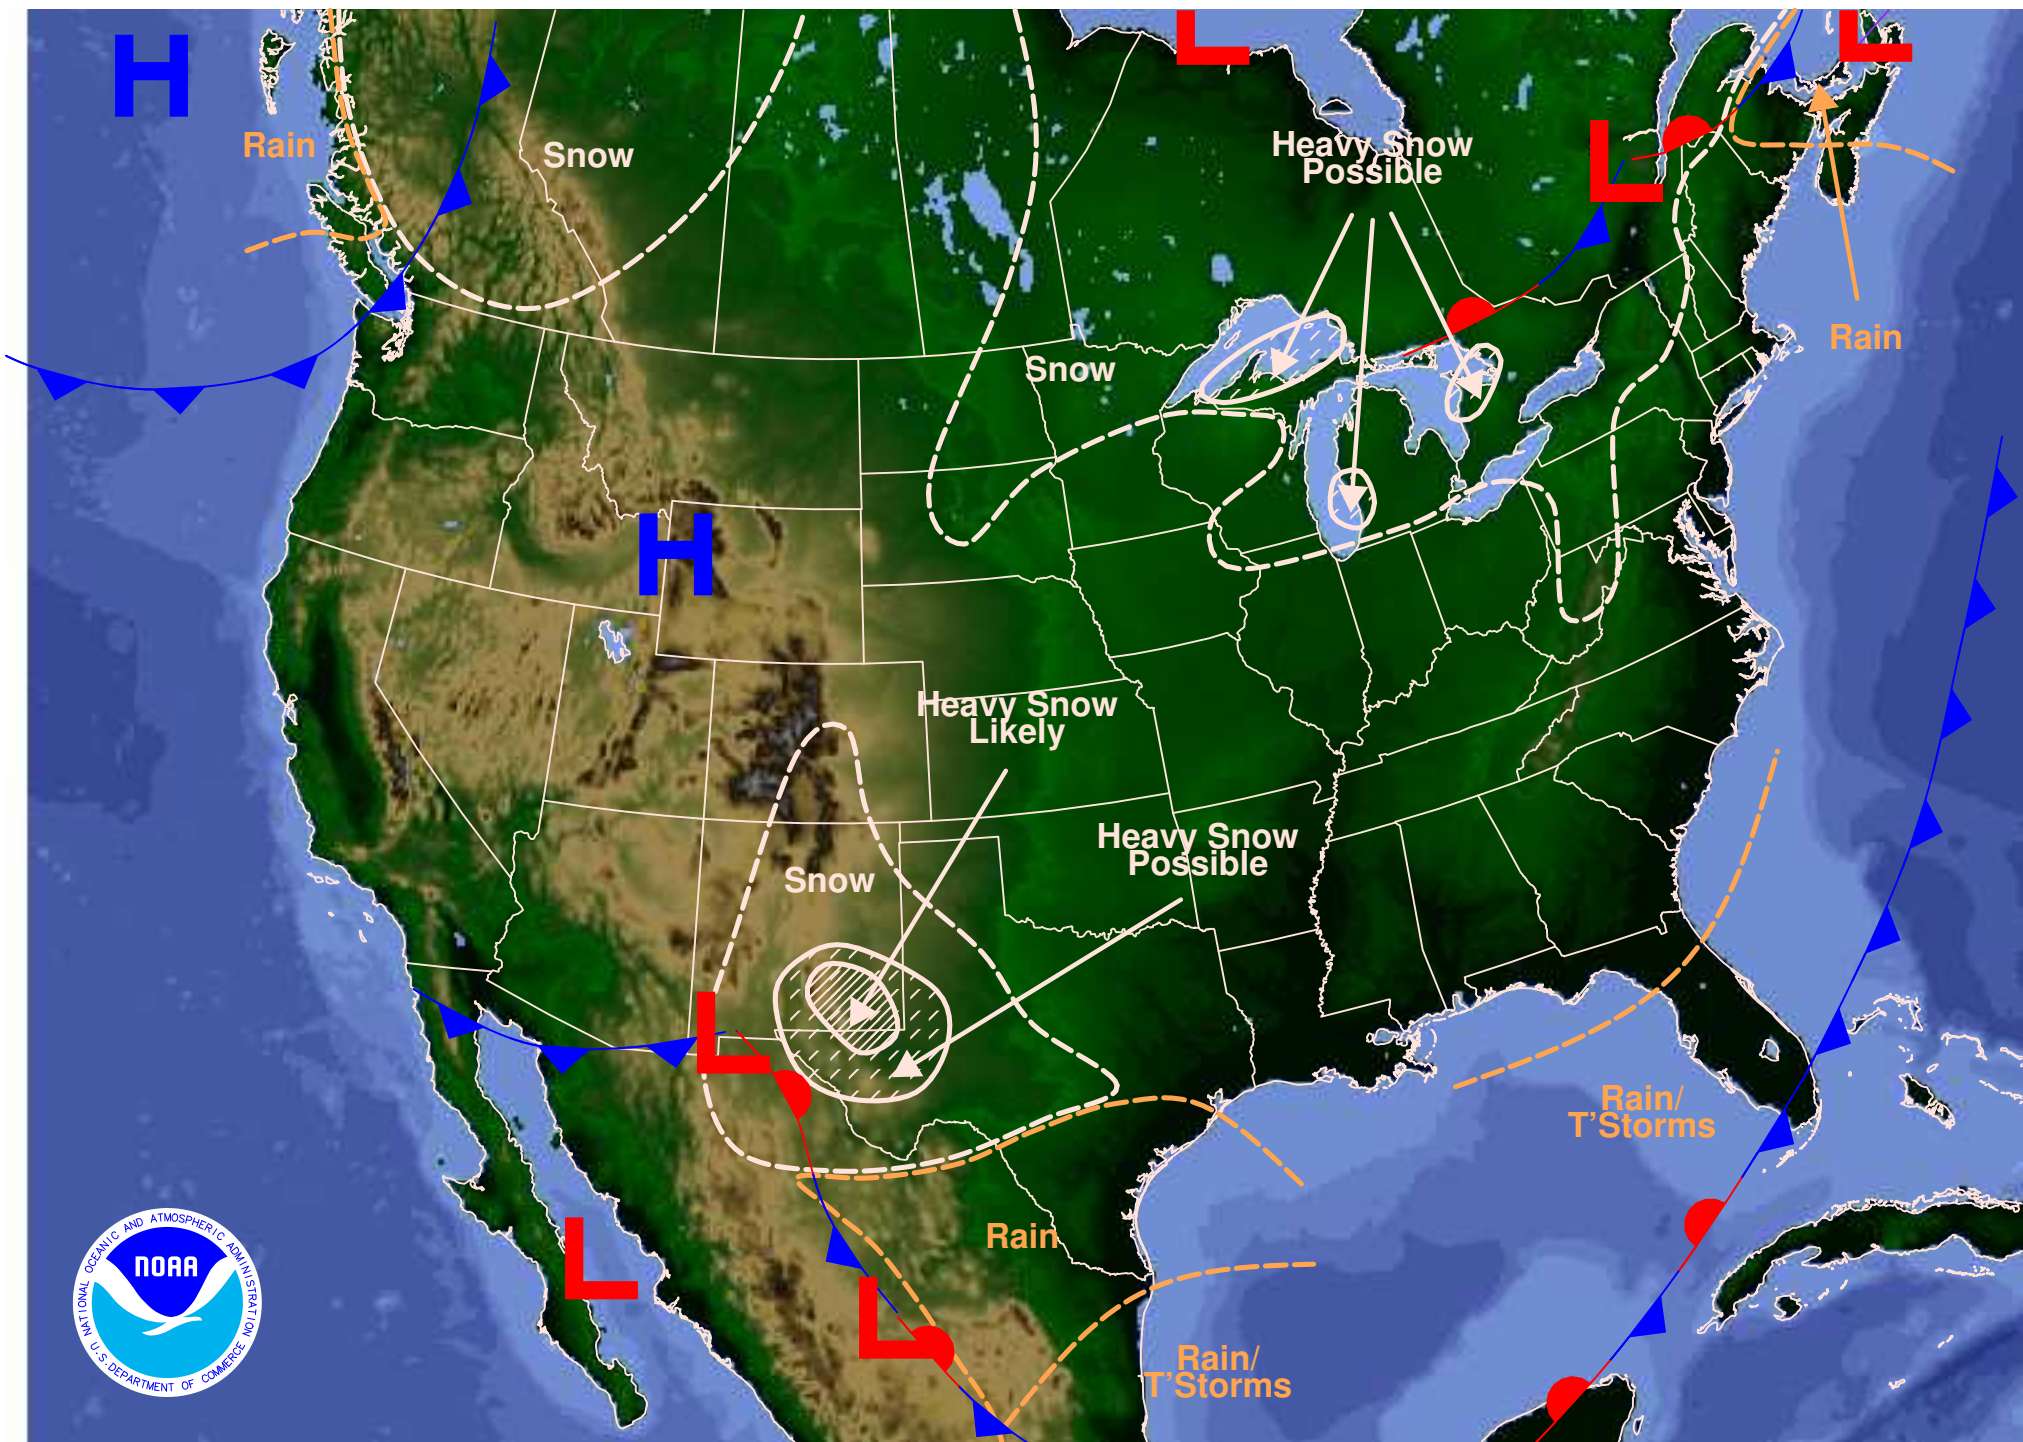 H
L
L
Rain
Snow
Heavy Snow
Possible
L
Rain
Snow
H
Heavy Snow
Likely
Heavy Snow
Possible
Snow
L
Rain/
T'Storms
Rain
L
L
Rain/
T'Storms
NATIONAL OCEANIC AND ATMOSPHERIC ADMINISTRATION
NOAA
U.S. DEPARTMENT OF COMMERCE